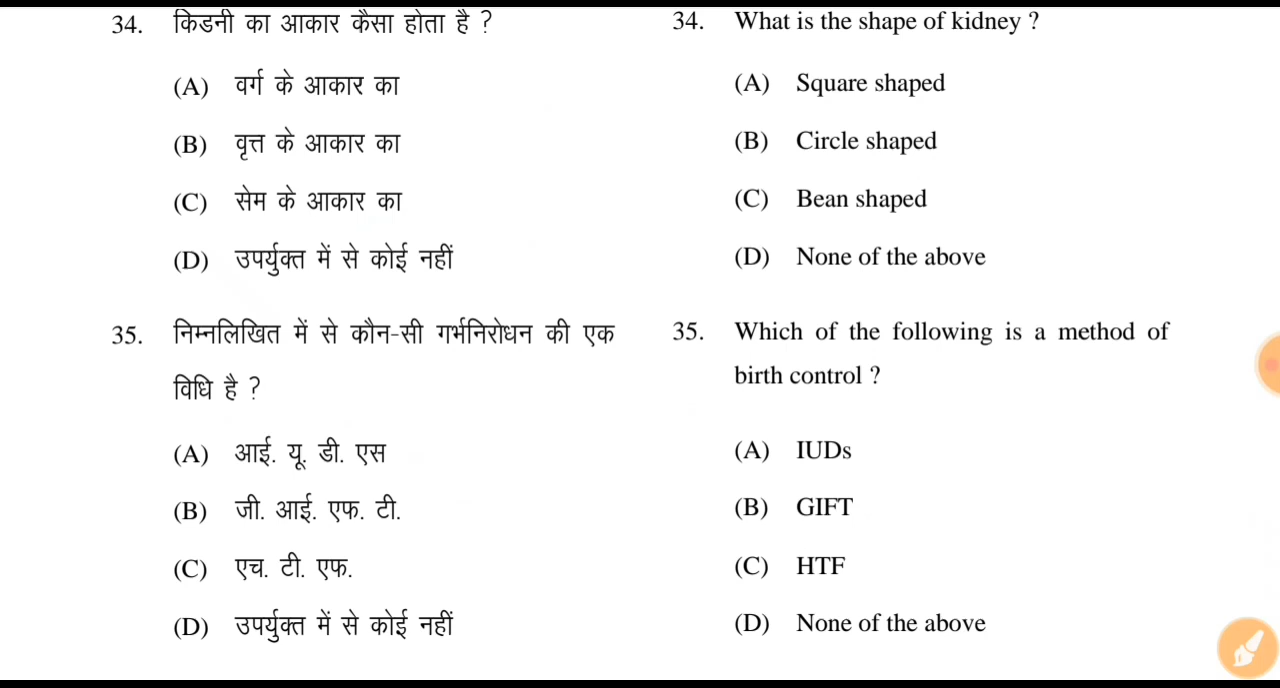 34. किडनी का आकार कैसा होता है ?
(A) वर्ग के आकार का
(B) वृत्त के आकार का
(C) सेम के आकार का
(D) उपर्युक्त में से कोई नहीं
35. निम्नलिखित में से कौन-सी गर्भनिरोधन की एक
विधि है ?
(A) आई. यू. डी. एस
(B) जी. आई. एफ. टी.
(C) एच. टी. एफ.
(D) उपर्युक्त में से कोई नहीं
34. What is the shape of kidney ?
(A) Square shaped
(B) Circle shaped
(C) Bean shaped
(D) None of the above
35. Which of the following is a method of
birth control ?
(A) IUDs
(B) GIFT
(C) HTF
(D) None of the above